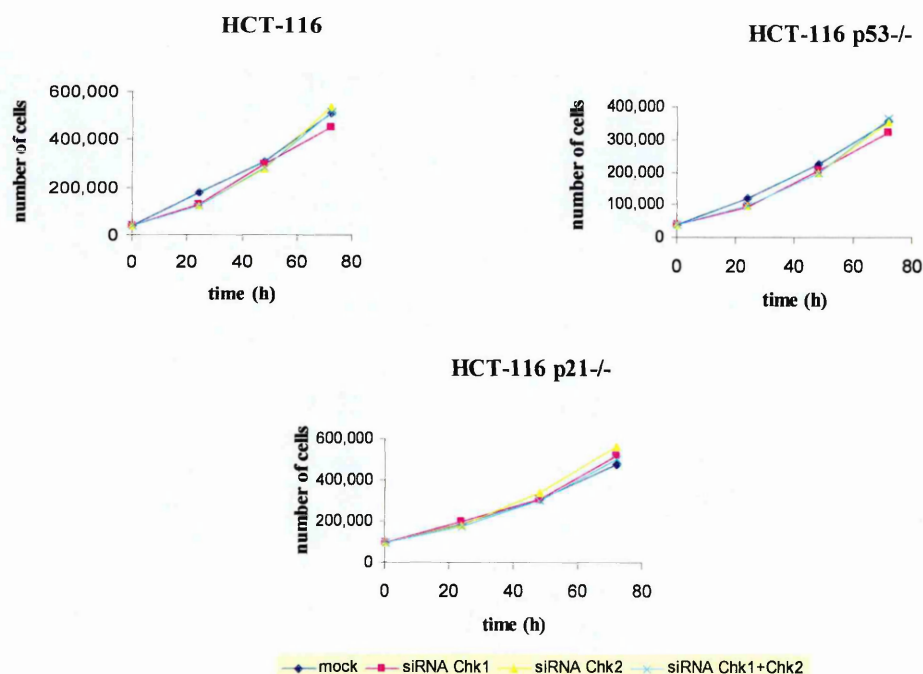 HCT-116
HCT-116 p53-/-
number of cells
600,000
400,000
200,000
0
0 20 40 60 80
time (h)
number of cells
400,000
300,000
200,000
100,000
0
0 20 40 60 80
time (h)
HCT-116 p21-/-
number of cells
600,000
400,000
200,000
0
0 20 40 60 80
time (h)
mock siRNA Chk1 siRNA Chk2 siRNA Chk1+Chk2